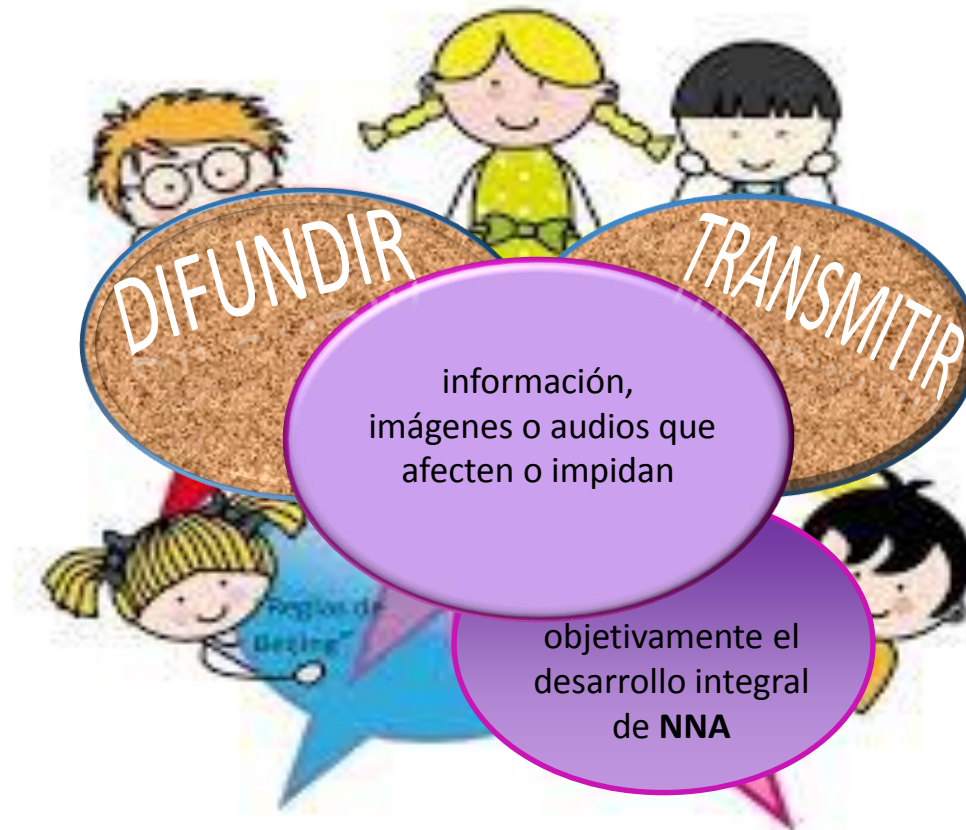 DIFUNDIR
TRANSMITIR
información,
imágenes o audios que
afecten o impidan
objetivamente el
desarrollo integral
de NNA
"Reglas de
Beijing"